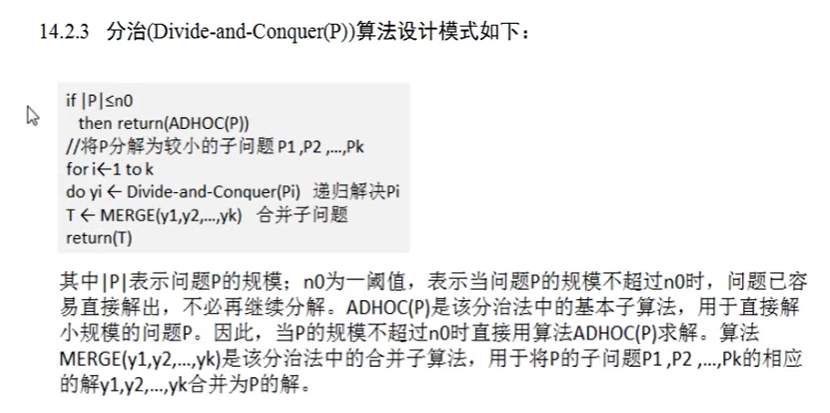 14.2.3 分治(Divide-and-Conquer(P))算法设计模式如下：
if |P|≤n0
then return(ADHOC(P))
//将P分解为较小的子问题 P1 ,P2 ,...,Pk
for i←1 to k
do yi ← Divide-and-Conquer(Pi) 递归解决Pi
T ← MERGE(y1,y2,...,yk) 合并子问题
return(T)
其中|P|表示问题P的规模；n0为一阈值，表示当问题P的规模不超过n0时，问题已容
易直接解出，不必再继续分解。ADHOC(P)是该分治法中的基本子算法，用于直接解
小规模的问题P。因此，当P的规模不超过n0时直接用算法ADHOC(P)求解。算法
MERGE(y1,y2,...,yk)是该分治法中的合并子算法，用于将P的子问题P1 ,P2 ,...,Pk的相应
的解y1,y2,...,yk合并为P的解。